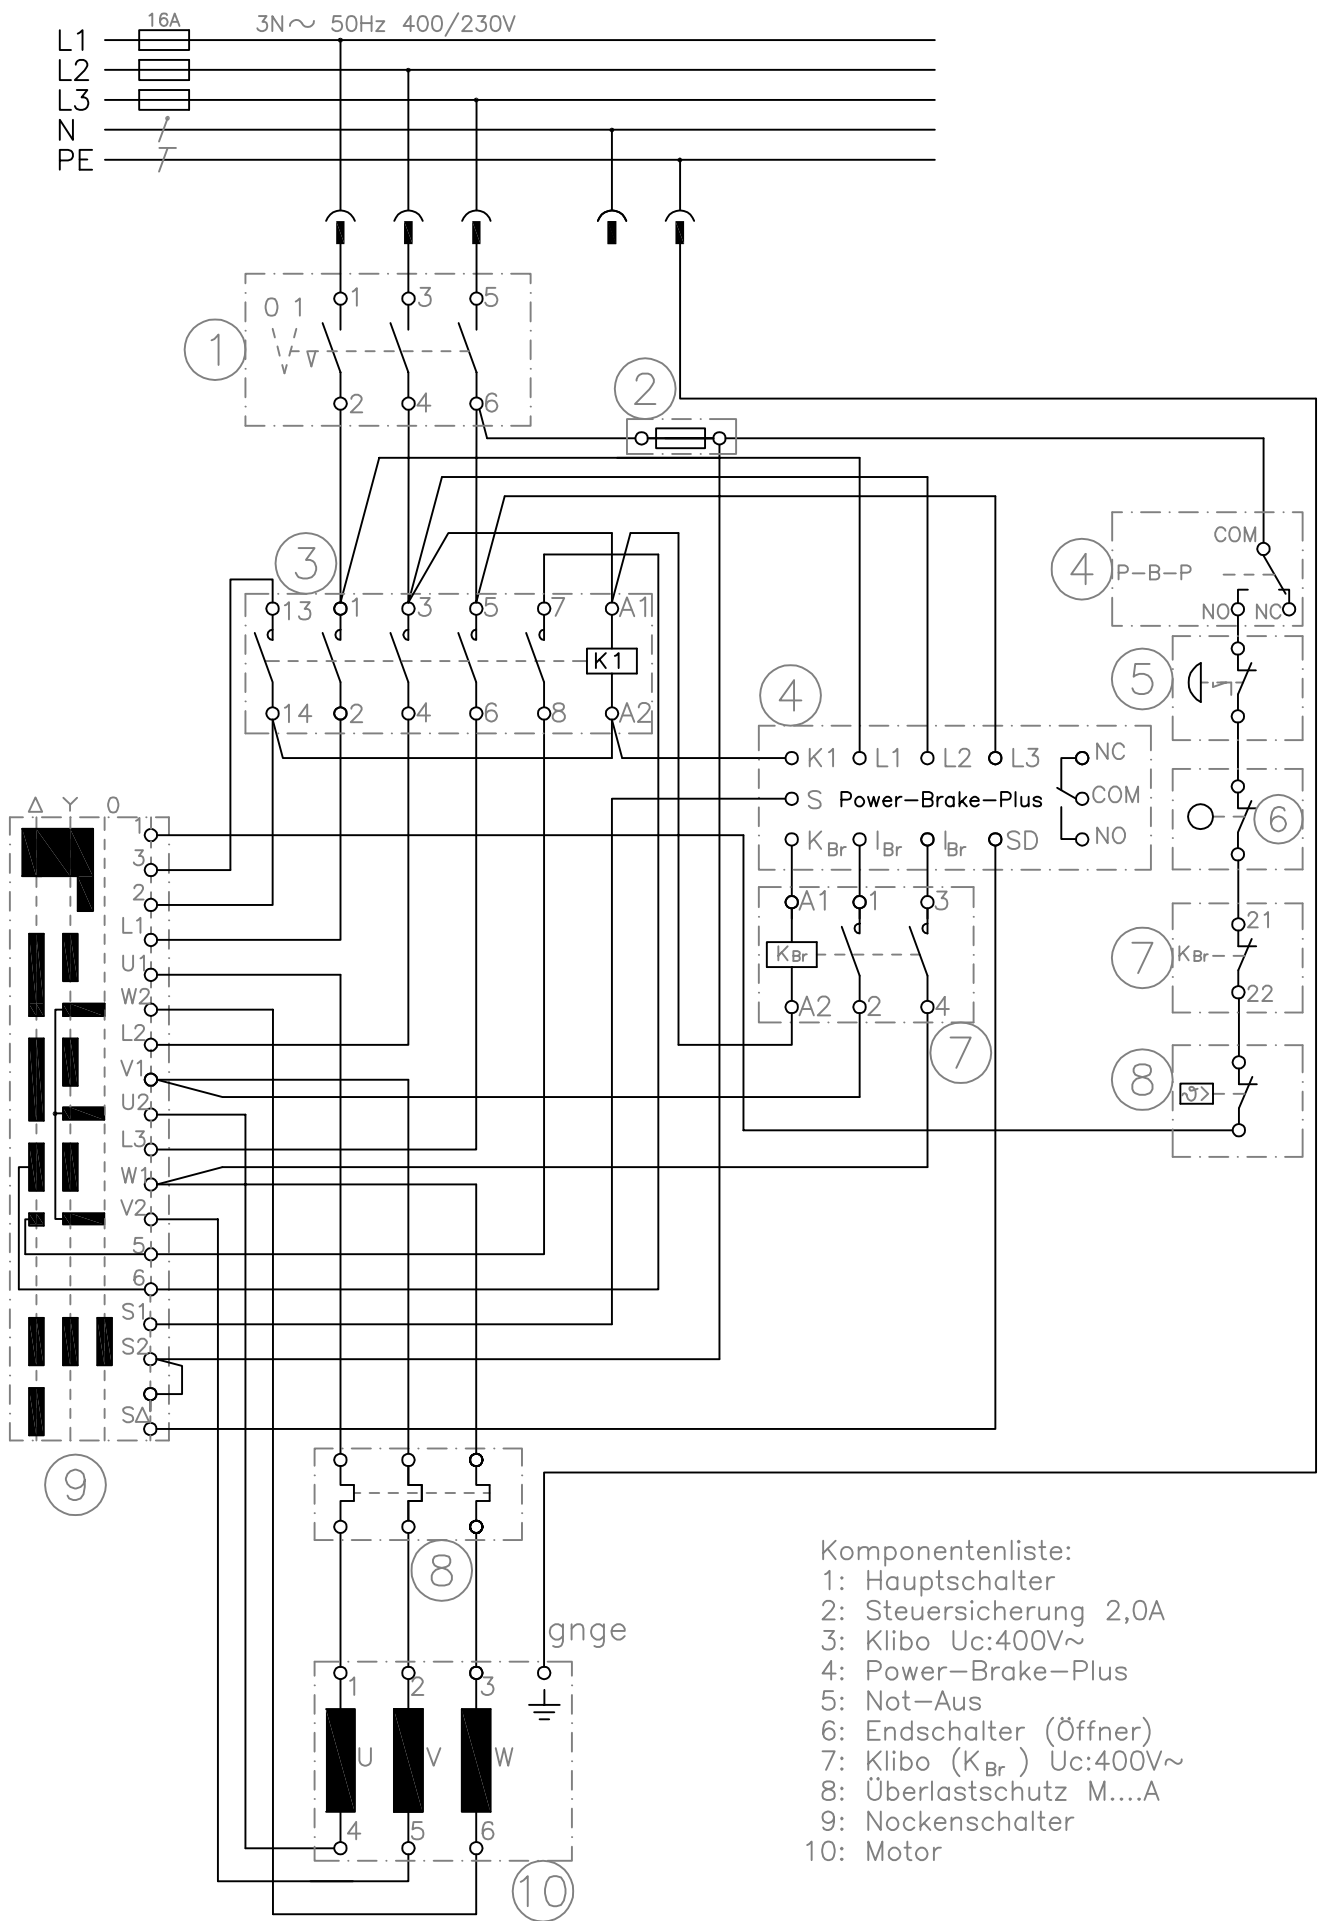 16A
3N~ 50Hz 400/230V
L1
L2
L3
N
PE
0 1
1 3 5
1
2 4 6
2
3
13 1 3 5 7 A1
K1
14 2 4 6 8 A2
4
COM
P-B-P
NO NC
5
4
K1 L1 L2 L3 NC
S Power-Brake-Plus COM
KBr IBr IBr SD NO
6
A1 1 3
KBr
A2 2 4
7
7
21
KBr
22
8
ϑ>
Δ Y 0
1
3
2
L1
U1
W2
L2
V1
U2
L3
W1
V2
5
6
S1
S2
SΔ
9
8
gnge
1 2 3
U V W
4 5 6
10
Komponentenliste:
1: Hauptschalter
2: Steuersicherung 2,0A
3: Klibo Uc:400V~
4: Power-Brake-Plus
5: Not-Aus
6: Endschalter (Öffner)
7: Klibo (KBr ) Uc:400V~
8: Überlastschutz M....A
9: Nockenschalter
10: Motor